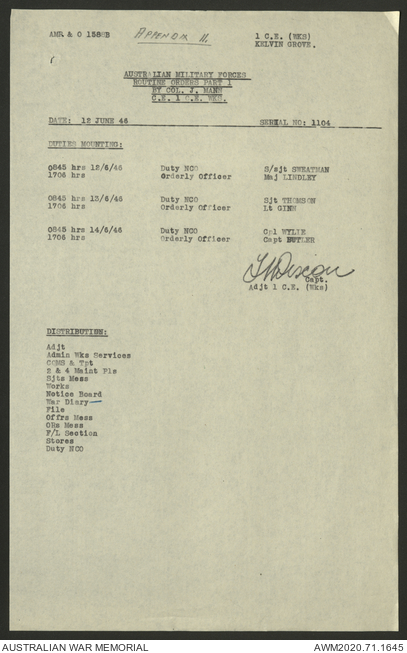 AMR & O 1588B Appendix 11. 1 C.E. (WKS)
KELVIN GROVE.
AUSTRALIAN MILITARY FORCES
ROUTINE ORDERS PART 1
BY COL. J. MANN
C.E. 1 C.E. WKS.
DATE: 12 JUNE 46 SERIAL NO: 1104
DUTIES MOUNTING:
0845 hrs 12/6/46 Duty NCO S/sjt SWEATMAN
1706 hrs Orderly Officer Maj LINDLEY
0845 hrs 13/6/46 Duty NCO Sjt THOMSON
1706 hrs Orderly Officer Lt GINN
0845 hrs 14/6/46 Duty NCO Cpl WYLIE
1706 hrs Orderly Officer Capt BUTLER
Capt.
Adjt 1 C.E. (Wks)
DISTRIBUTION:
Adjt
Admin Wks Services
CSMS & Tpt
2 & 4 Maint Pls
Sjts Mess
Works
Notice Board
War Diary
File
Offrs Mess
ORs Mess
F/L Section
Stores
Duty NCO
AUSTRALIAN WAR MEMORIAL AWM2020.71.1645